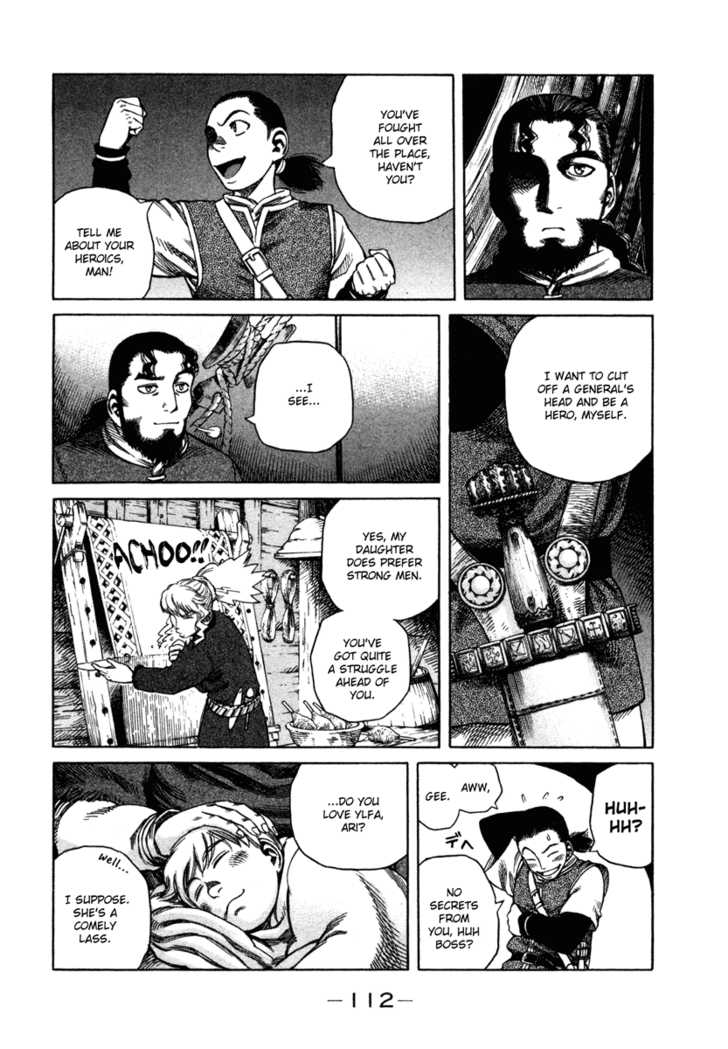 YOU'VE
FOUGHT
ALL OVER
THE PLACE,
HAVEN'T
YOU?
TELL ME
ABOUT YOUR
HEROICS,
MAN!
I WANT TO CUT
OFF A GENERAL'S
HEAD AND BE A
HERO, MYSELF.
...I
SEE...
YES, MY
DAUGHTER
DOES PREFER
STRONG MEN.
YOU'VE
GOT QUITE
A STRUGGLE
AHEAD OF
YOU.
ACHOO!!
HUH-
HH?
AWW,
GEE.
デヘ
NO
SECRETS
FROM
YOU, HUH
BOSS?
...DO YOU
LOVE YLFA,
ARI?
well...
I SUPPOSE.
SHE'S A
COMELY
LASS.
—112—